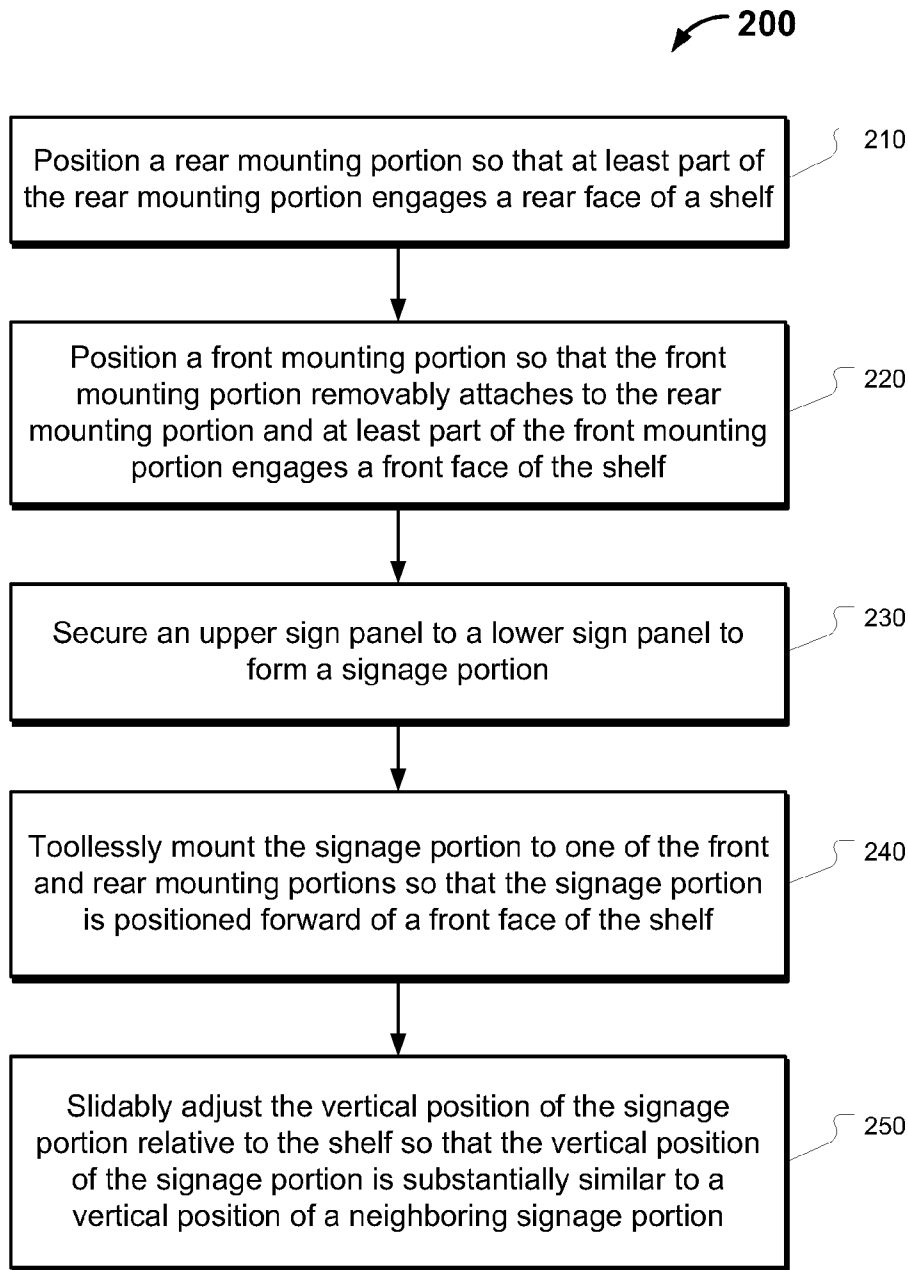 200
Position a rear mounting portion so that at least part of
the rear mounting portion engages a rear face of a shelf
210
Position a front mounting portion so that the front
mounting portion removably attaches to the rear
mounting portion and at least part of the front mounting
portion engages a front face of the shelf
220
Secure an upper sign panel to a lower sign panel to
form a signage portion
230
Toollessly mount the signage portion to one of the front
and rear mounting portions so that the signage portion
is positioned forward of a front face of the shelf
240
Slidably adjust the vertical position of the signage
portion relative to the shelf so that the vertical position
of the signage portion is substantially similar to a
vertical position of a neighboring signage portion
250